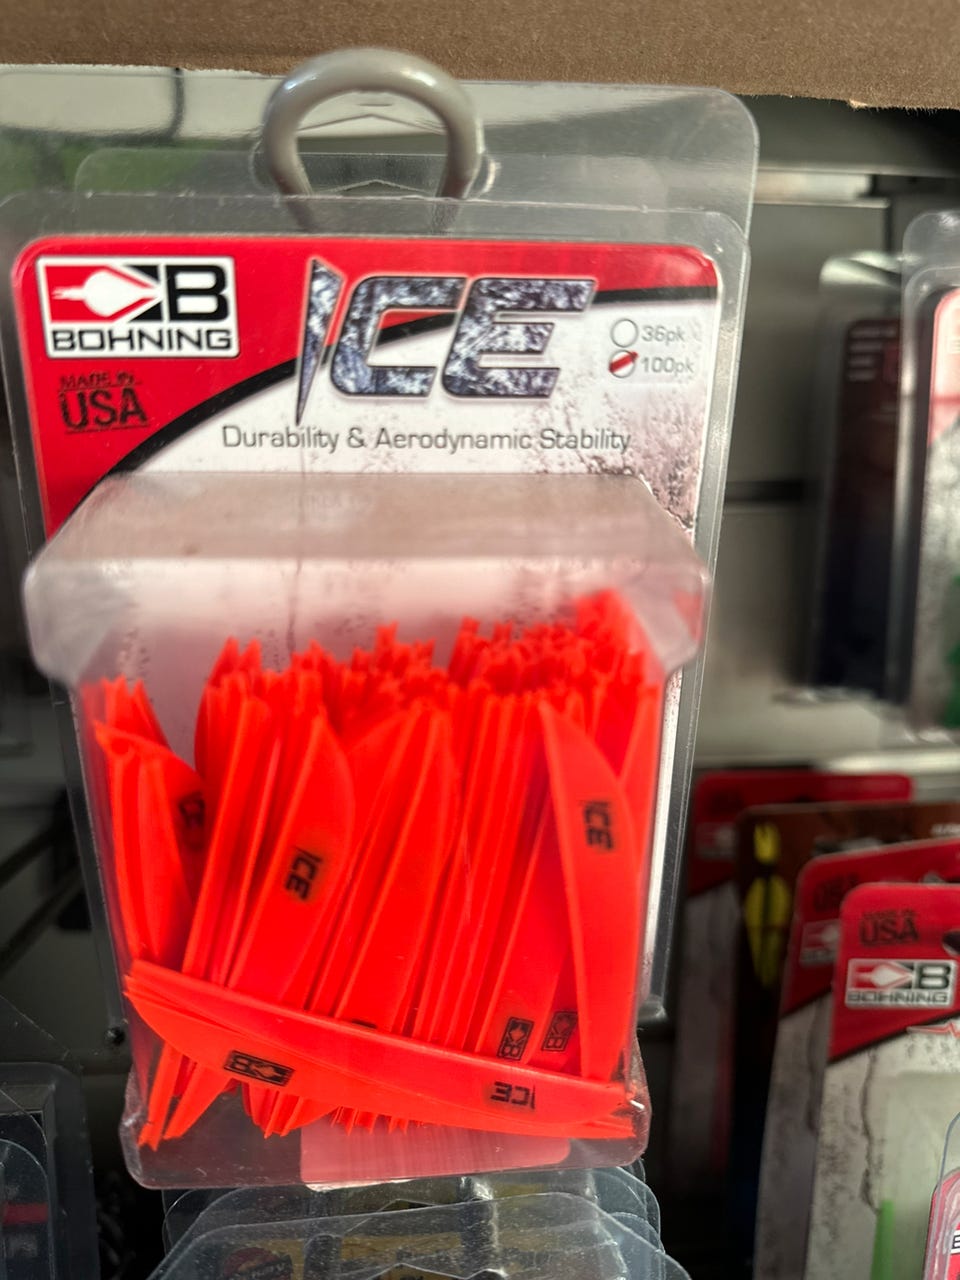 B
BOHNING
MADE IN
USA
ICE
36pk
100pk
Durability & Aerodynamic Stability
ICE
ICE
B
B
B
ICE
MADE IN
USA
B
BOHNING